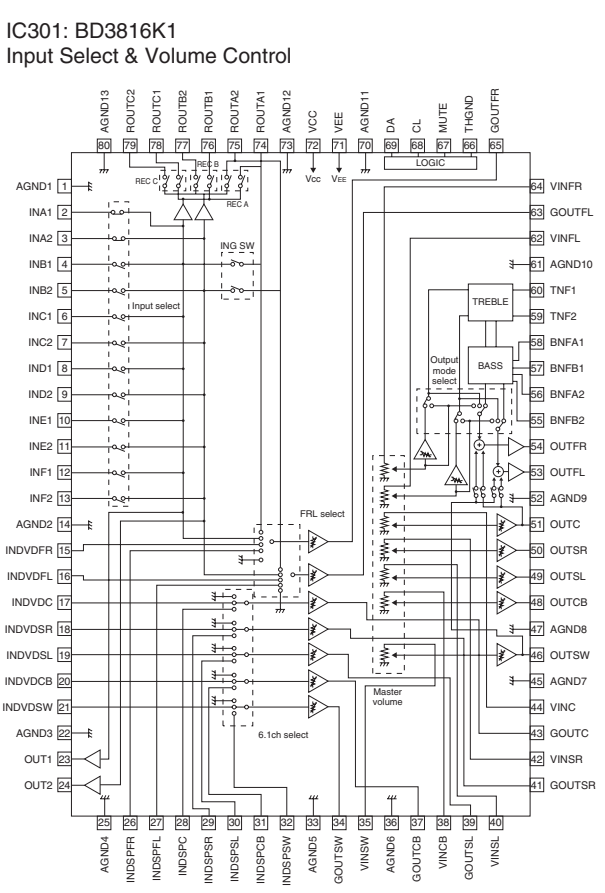 IC301: BD3816K1
Input Select & Volume Control
AGND13
ROUTC2
ROUTC1
ROUTB2
ROUTB1
ROUTA2
ROUTA1
AGND12
VCC
VEE
AGND11
DA
CL
MUTE
THGND
GOUTFR
80 79 78 77 76 75 74 73 72 71 70 69 68 67 66 65
LOGIC
REC C
REC B
REC A
VCC
VEE
AGND1 1
INA1 2
INA2 3
INB1 4
INB2 5
INC1 6
INC2 7
IND1 8
IND2 9
INE1 10
INE2 11
INF1 12
INF2 13
AGND2 14
INDVDFR 15
INDVDFL 16
INDVDC 17
INDVDSR 18
INDVDSL 19
INDVDCB 20
INDVDSW 21
AGND3 22
OUT1 23
OUT2 24
ING SW
Input select
FRL select
6.1ch select
Master
volume
Output
mode
select
TREBLE
BASS
64 VINFR
63 GOUTFL
62 VINFL
61 AGND10
60 TNF1
59 TNF2
58 BNFA1
57 BNFB1
56 BNFA2
55 BNFB2
54 OUTFR
53 OUTFL
52 AGND9
51 OUTC
50 OUTSR
49 OUTSL
48 OUTCB
47 AGND8
46 OUTSW
45 AGND7
44 VINC
43 GOUTC
42 VINSR
41 GOUTSR
25 26 27 28 29 30 31 32 33 34 35 36 37 38 39 40
AGND4
INDSPFR
INDSPFL
INDSPC
INDSPSR
INDSPSL
INDSPCB
INDSPSW
AGND5
GOUTSW
VINSW
AGND6
GOUTCB
VINCB
GOUTSL
VINSL